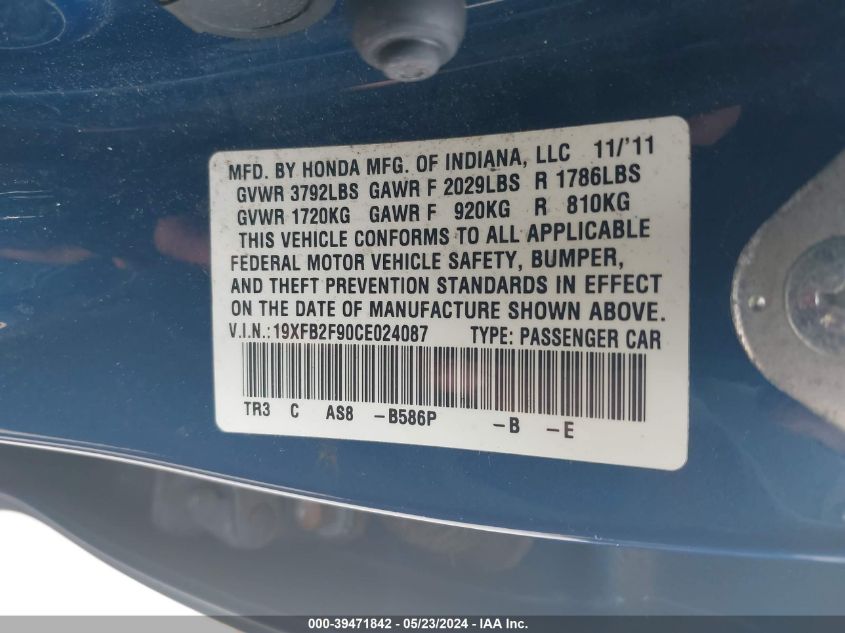 MFD. BY HONDA MFG. OF INDIANA, LLC 11/'11
GVWR 3792LBS GAWR F 2029LBS R 1786LBS
GVWR 1720KG GAWR F 920KG R 810KG
THIS VEHICLE CONFORMS TO ALL APPLICABLE
FEDERAL MOTOR VEHICLE SAFETY, BUMPER,
AND THEFT PREVENTION STANDARDS IN EFFECT
ON THE DATE OF MANUFACTURE SHOWN ABOVE.
V.I.N.:19XFB2F90CE024087 TYPE: PASSENGER CAR
TR3 C AS8 -B586P -B -E
000-39471842 - 05/23/2024 - IAA Inc.